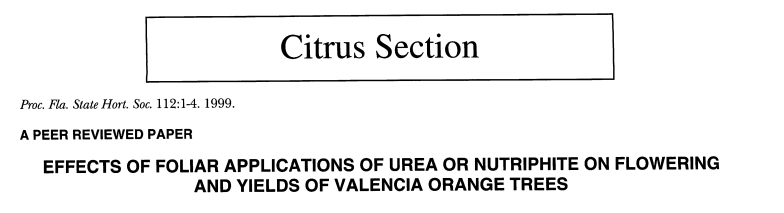 Citrus Section
Proc. Fla. State Hort. Soc. 112:1-4. 1999.
A PEER REVIEWED PAPER
EFFECTS OF FOLIAR APPLICATIONS OF UREA OR NUTRIPHITE ON FLOWERING
AND YIELDS OF VALENCIA ORANGE TREES